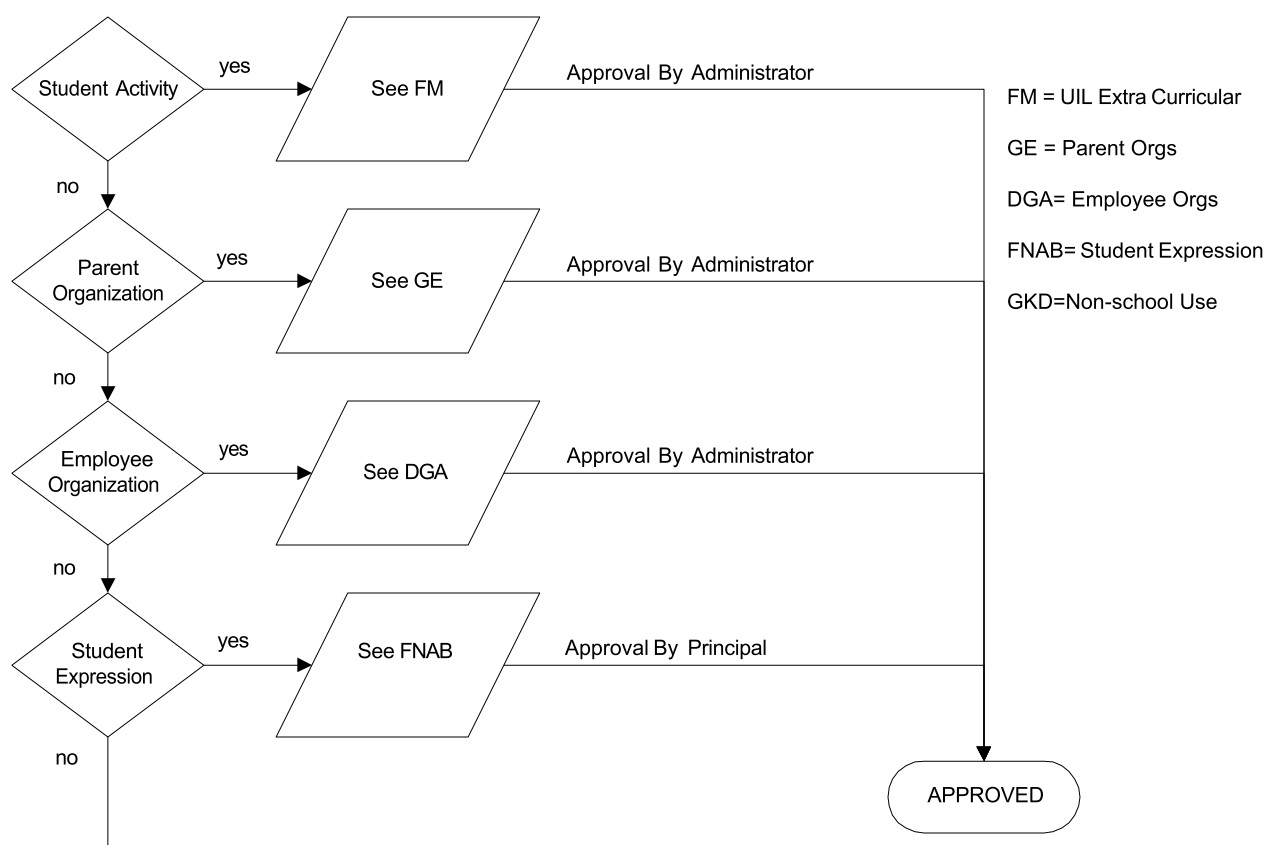 Student Activity
yes
See FM
Approval By Administrator
FM = UIL Extra Curricular
GE = Parent Orgs
DGA= Employee Orgs
FNAB= Student Expression
GKD=Non-school Use
no
Parent
Organization
yes
See GE
Approval By Administrator
no
Employee
Organization
yes
See DGA
Approval By Administrator
no
Student
Expression
yes
See FNAB
Approval By Principal
no
APPROVED